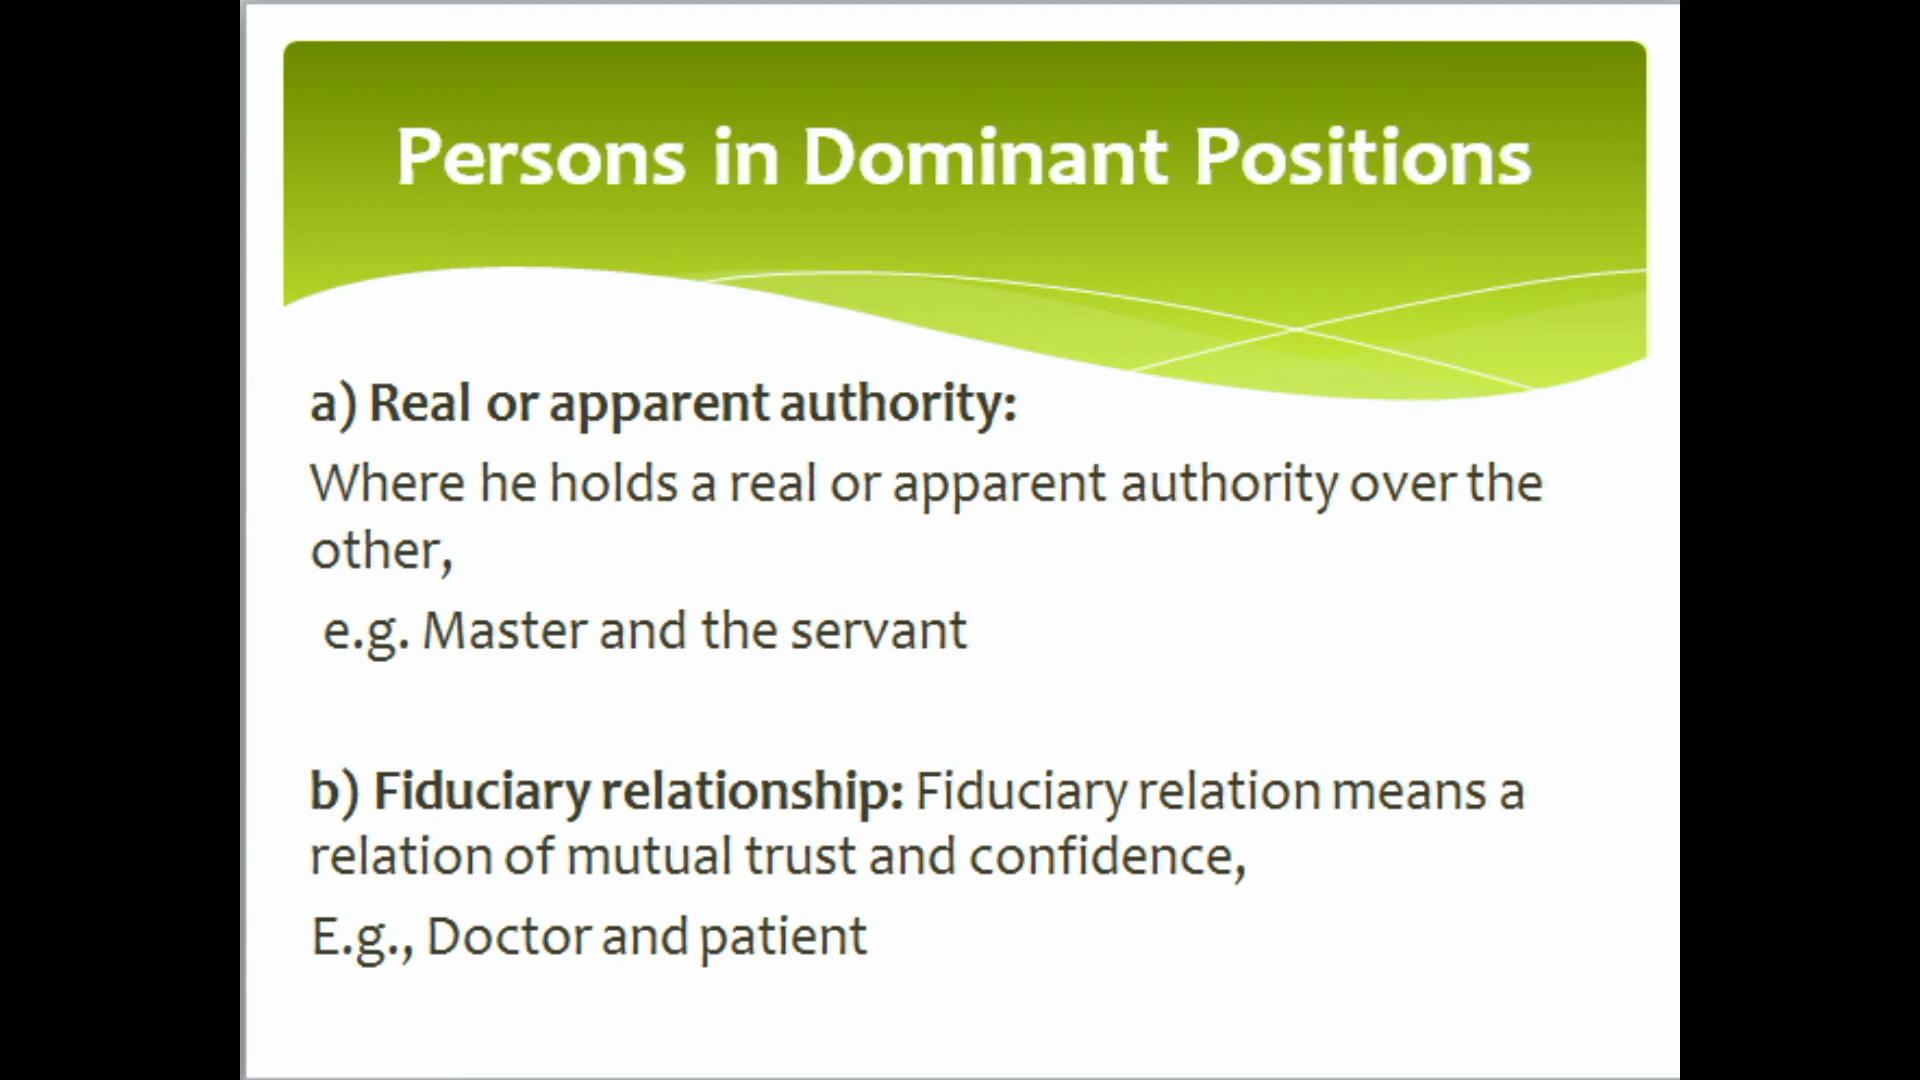 Persons in Dominant Positions
a) Real or apparent authority:
Where he holds a real or apparent authority over the
other,
e.g. Master and the servant
b) Fiduciary relationship: Fiduciary relation means a
relation of mutual trust and confidence,
E.g., Doctor and patient